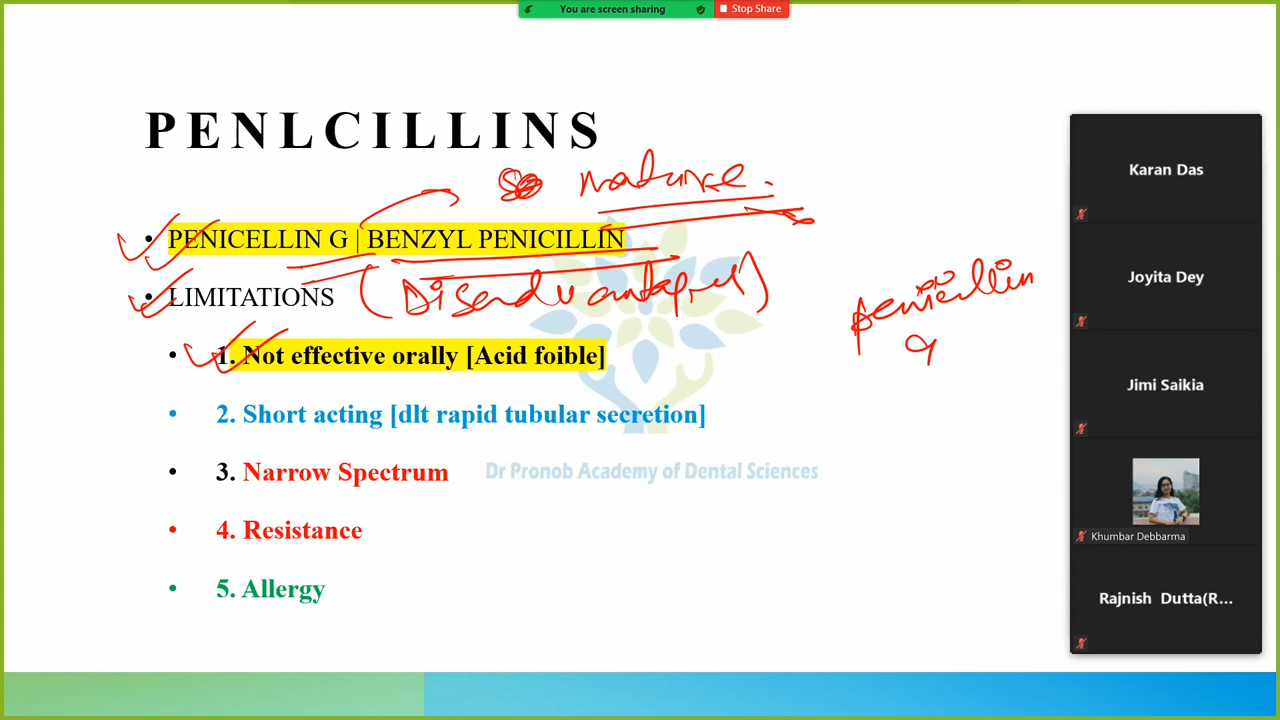 You are screen sharing Stop Share
PENLCILLINS
nature.
• PENICELLIN G | BENZYL PENICILLIN
• LIMITATIONS
penicillin
G
• 1. Not effective orally [Acid foible]
• 2. Short acting [dlt rapid tubular secretion]
• 3. Narrow Spectrum
• 4. Resistance
• 5. Allergy
Dr Pronob Academy of Dental Sciences
Karan Das
Joyita Dey
Jimi Saikia
Khumbar Debbarma
Rajnish Dutta(R...